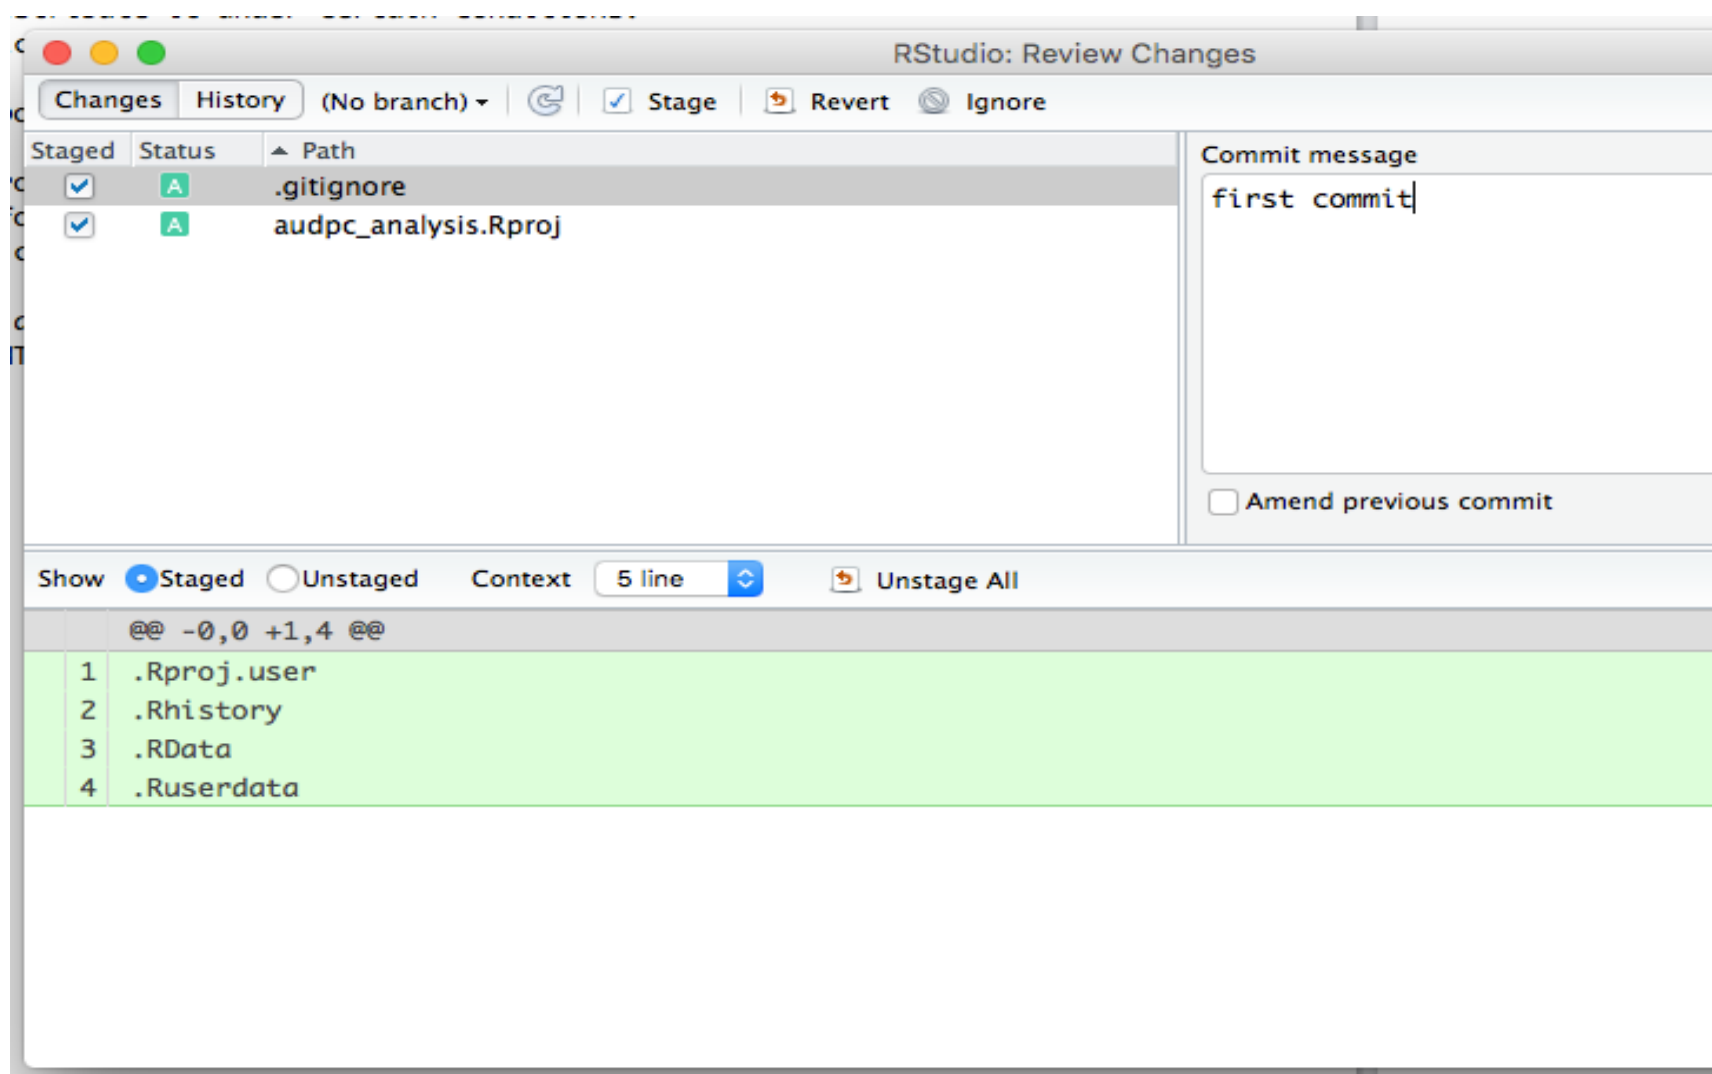 RStudio: Review Changes
Changes History (No branch) Stage Revert Ignore
Staged Status Path
A .gitignore
A audpc_analysis.Rproj
Commit message
first commit
Amend previous commit
Show Staged Unstaged Context 5 line Unstage All
@@ -0,0 +1,4 @@
1 .Rproj.user
2 .Rhistory
3 .RData
4 .Ruserdata